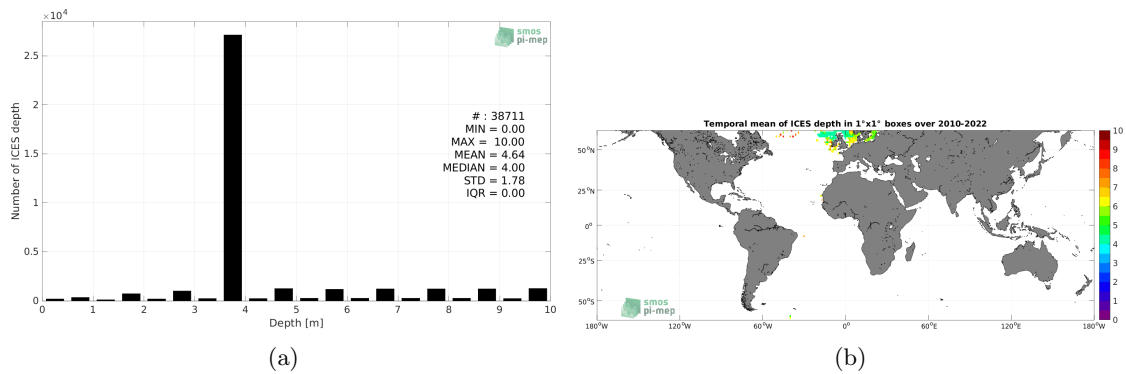 ×10⁴
smos
pi-mep
2.5
2
1.5
1
0.5
0
Number of ICES depth
# : 38711
MIN = 0.00
MAX = 10.00
MEAN = 4.64
MEDIAN = 4.00
STD = 1.78
IQR = 0.00
0 1 2 3 4 5 6 7 8 9 10
Depth [m]
(a)
Temporal mean of ICES depth in 1°x1° boxes over 2010-2022
50°N
25°N
0°
25°S
50°S
180°W 120°W 60°W 0° 60°E 120°E 180°W
smos
pi-mep
10
9
8
7
6
5
4
3
2
1
0
(b)